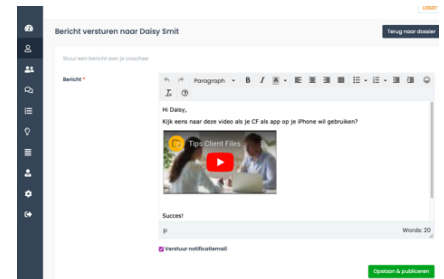 Bericht versturen naar Daisy Smit
Terug naar dossier
Stuur een bericht aan je coachee
Bericht *
Paragraph
Hi Daisy,
Kijk eens naar deze video als je CF als app op je iPhone wil gebruiken?
Tips Client Files
Succes!
p
Words: 20
Verstuur notificatiemail
Opslaan & publiceren